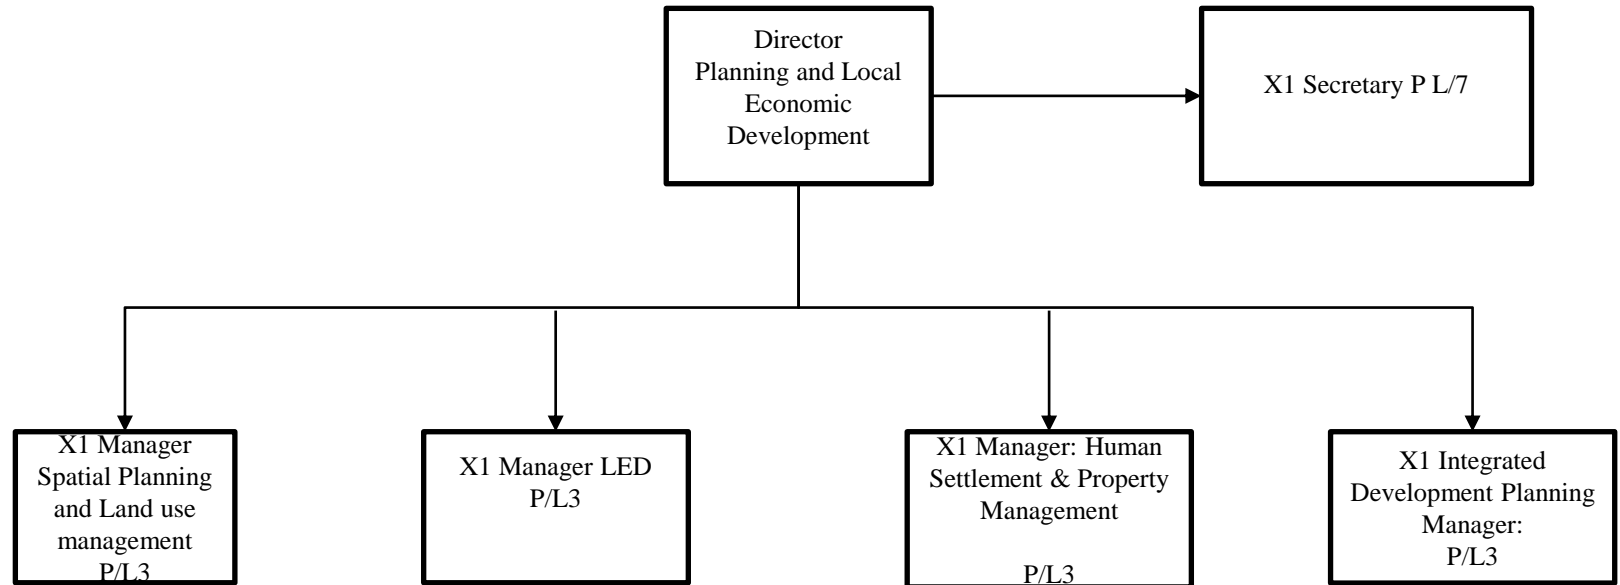 Director
Planning and Local
Economic
Development
X1 Secretary P L/7
X1 Manager
Spatial Planning
and Land use
management
P/L3
X1 Manager LED
P/L3
X1 Manager: Human
Settlement & Property
Management
P/L3
X1 Integrated
Development Planning
Manager:
P/L3